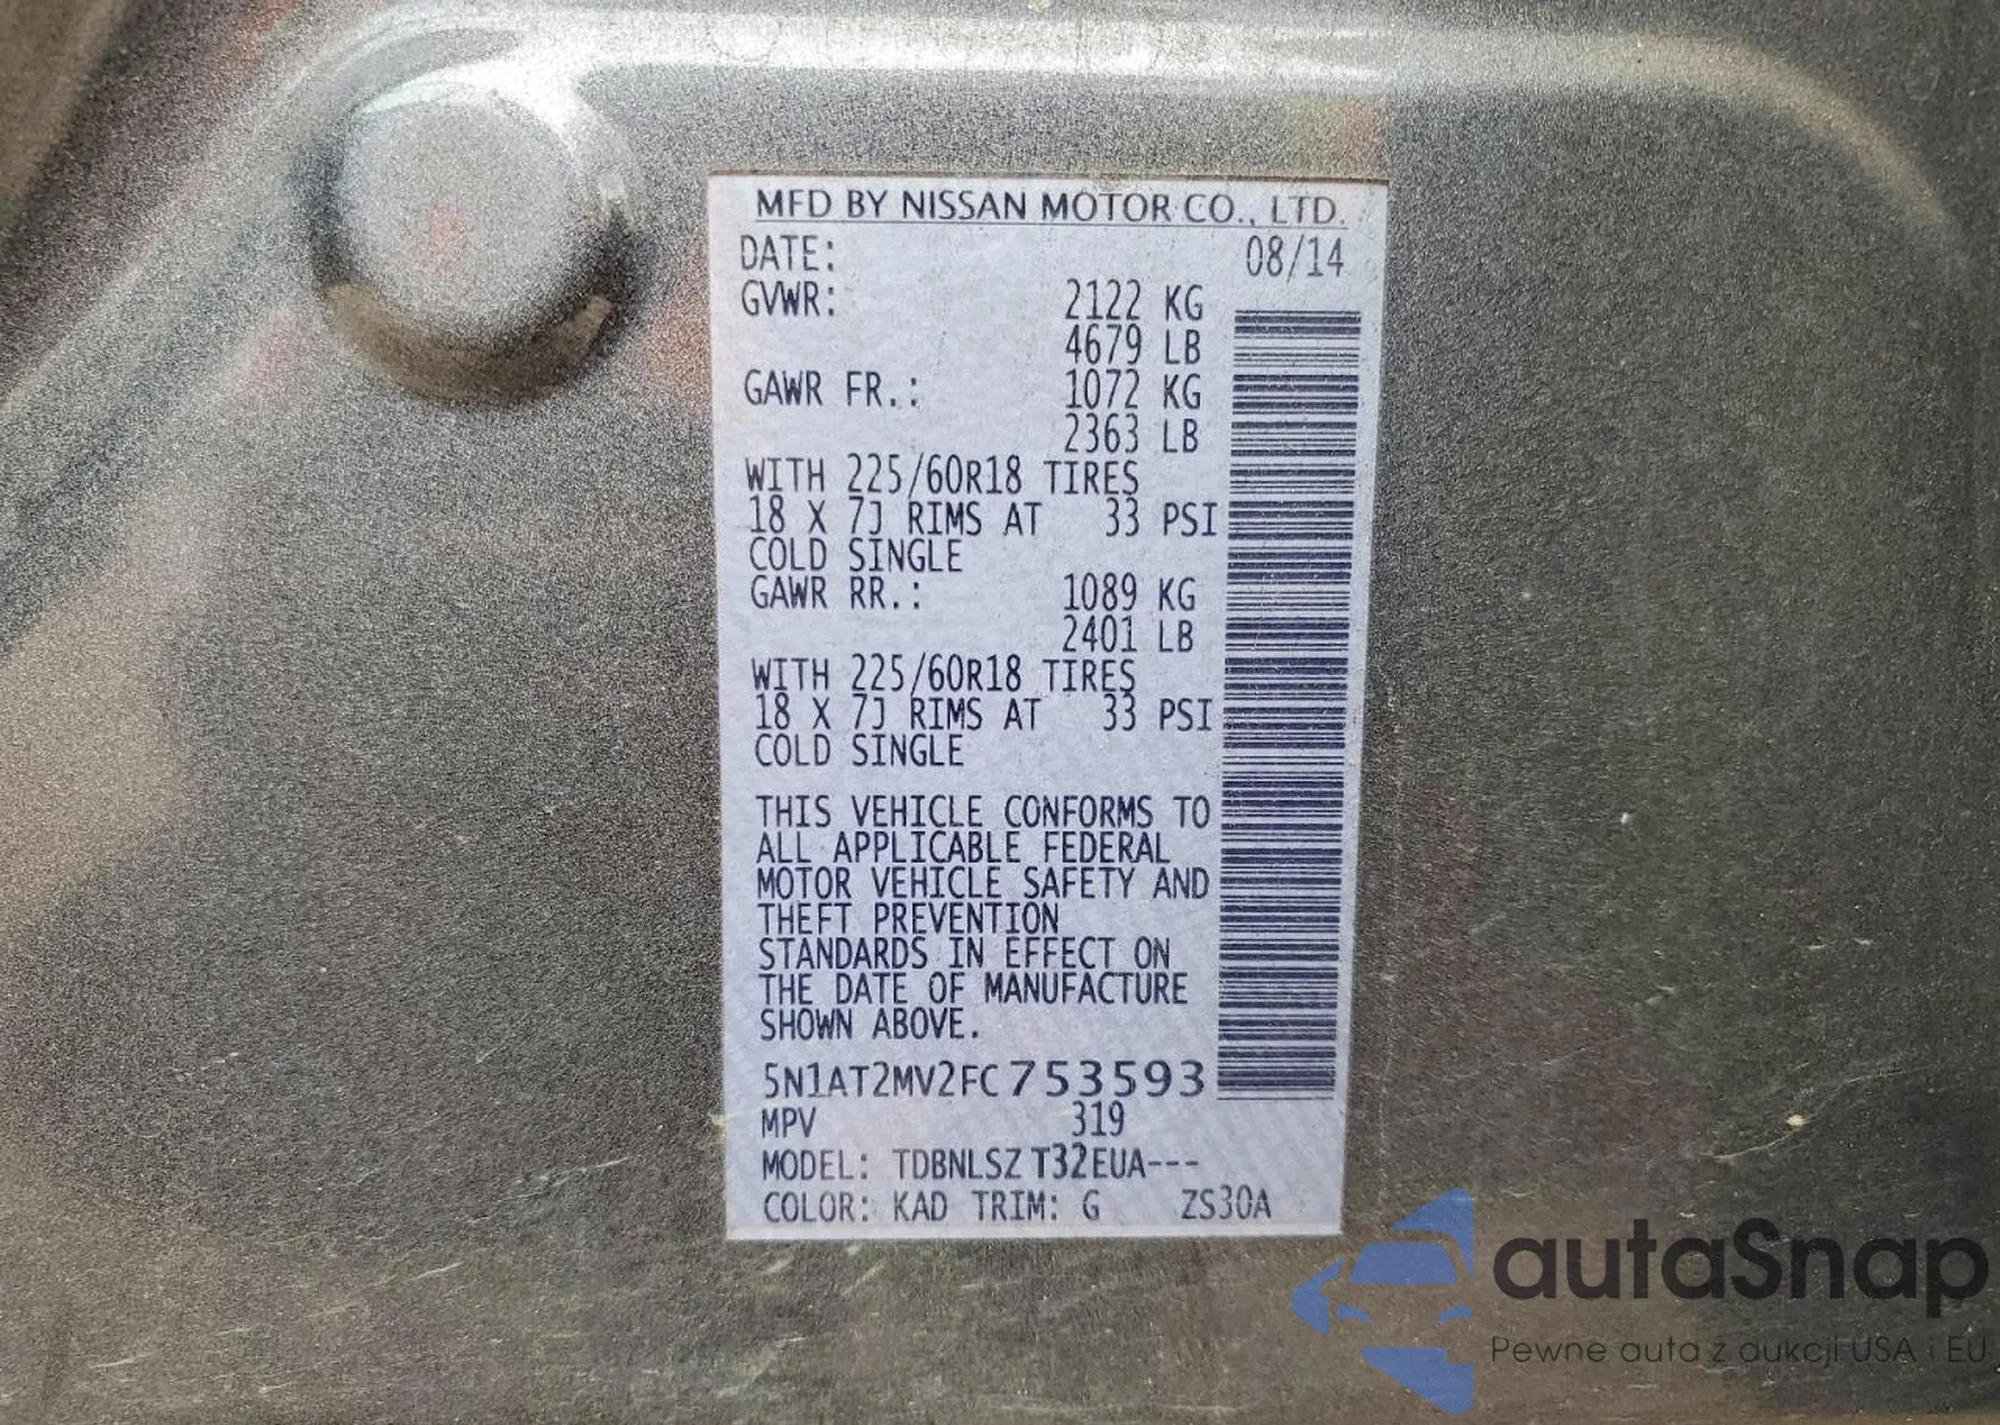 MFD BY NISSAN MOTOR CO., LTD.
DATE: 08/14
GVWR: 2122 KG
4679 LB
GAWR FR.: 1072 KG
2363 LB
WITH 225/60R18 TIRES
18 X 7J RIMS AT 33 PSI
COLD SINGLE
GAWR RR.: 1089 KG
2401 LB
WITH 225/60R18 TIRES
18 X 7J RIMS AT 33 PSI
COLD SINGLE
THIS VEHICLE CONFORMS TO
ALL APPLICABLE FEDERAL
MOTOR VEHICLE SAFETY AND
THEFT PREVENTION
STANDARDS IN EFFECT ON
THE DATE OF MANUFACTURE
SHOWN ABOVE.
5N1AT2MV2FC753593
MPV 319
MODEL: TDBNLSZ T32EUA---
COLOR: KAD TRIM: G ZS30A
autaSnap
Pewne auta z aukcji USA i EU